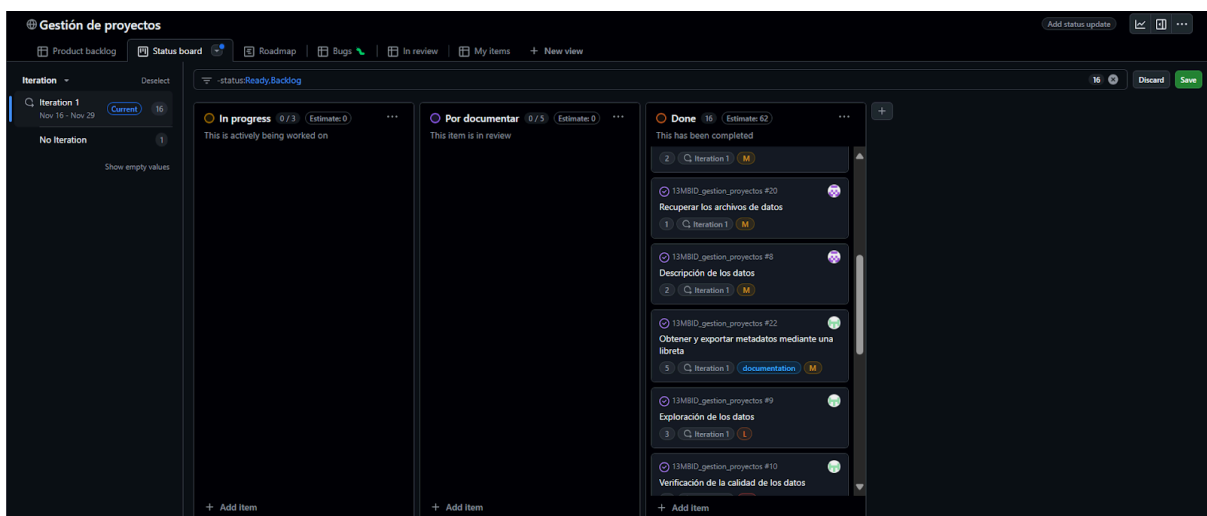 Gestión de proyectos
Add status update
Product backlog
Status board
Roadmap
Bugs
In review
My items
+ New view
Iteration
Deselect
-status:Ready,Backlog
16
Discard
Save
Iteration 1
Nov 16 - Nov 29
Current
16
No Iteration
1
Show empty values
In progress 0 / 3 Estimate: 0
This is actively being worked on
+ Add item
Por documentar 0 / 5 Estimate: 0
This item is in review
+ Add item
Done 16 Estimate: 62
This has been completed
2 Iteration 1 M
13MBID_gestion_proyectos #20
Recuperar los archivos de datos
1 Iteration 1 M
13MBID_gestion_proyectos #8
Descripción de los datos
2 Iteration 1 M
13MBID_gestion_proyectos #22
Obtener y exportar metadatos mediante una
libreta
5 Iteration 1 documentation M
13MBID_gestion_proyectos #9
Exploración de los datos
3 Iteration 1 L
13MBID_gestion_proyectos #10
Verificación de la calidad de los datos
+ Add item